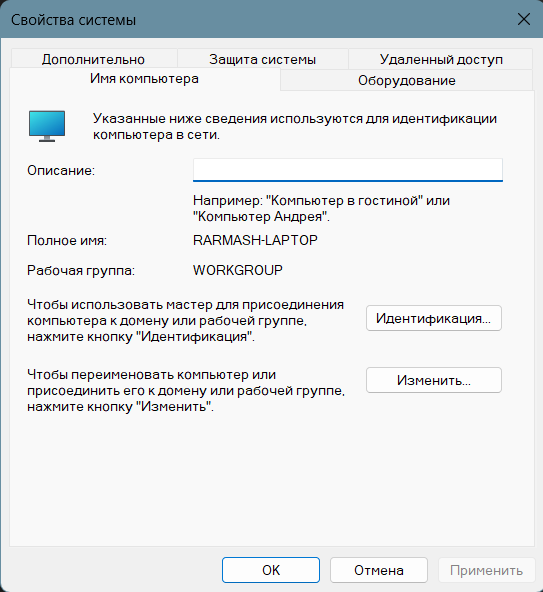 Свойства системы
Дополнительно
Защита системы
Удаленный доступ
Имя компьютера
Оборудование
Указанные ниже сведения используются для идентификации
компьютера в сети.
Описание:
Например: "Компьютер в гостиной" или
"Компьютер Андрея".
Полное имя:
RARMASH-LAPTOP
Рабочая группа:
WORKGROUP
Чтобы использовать мастер для присоединения
компьютера к домену или рабочей группе,
нажмите кнопку "Идентификация".
Идентификация...
Чтобы переименовать компьютер или
присоединить его к домену или рабочей группе,
нажмите кнопку "Изменить".
Изменить...
ОК
Отмена
Применить